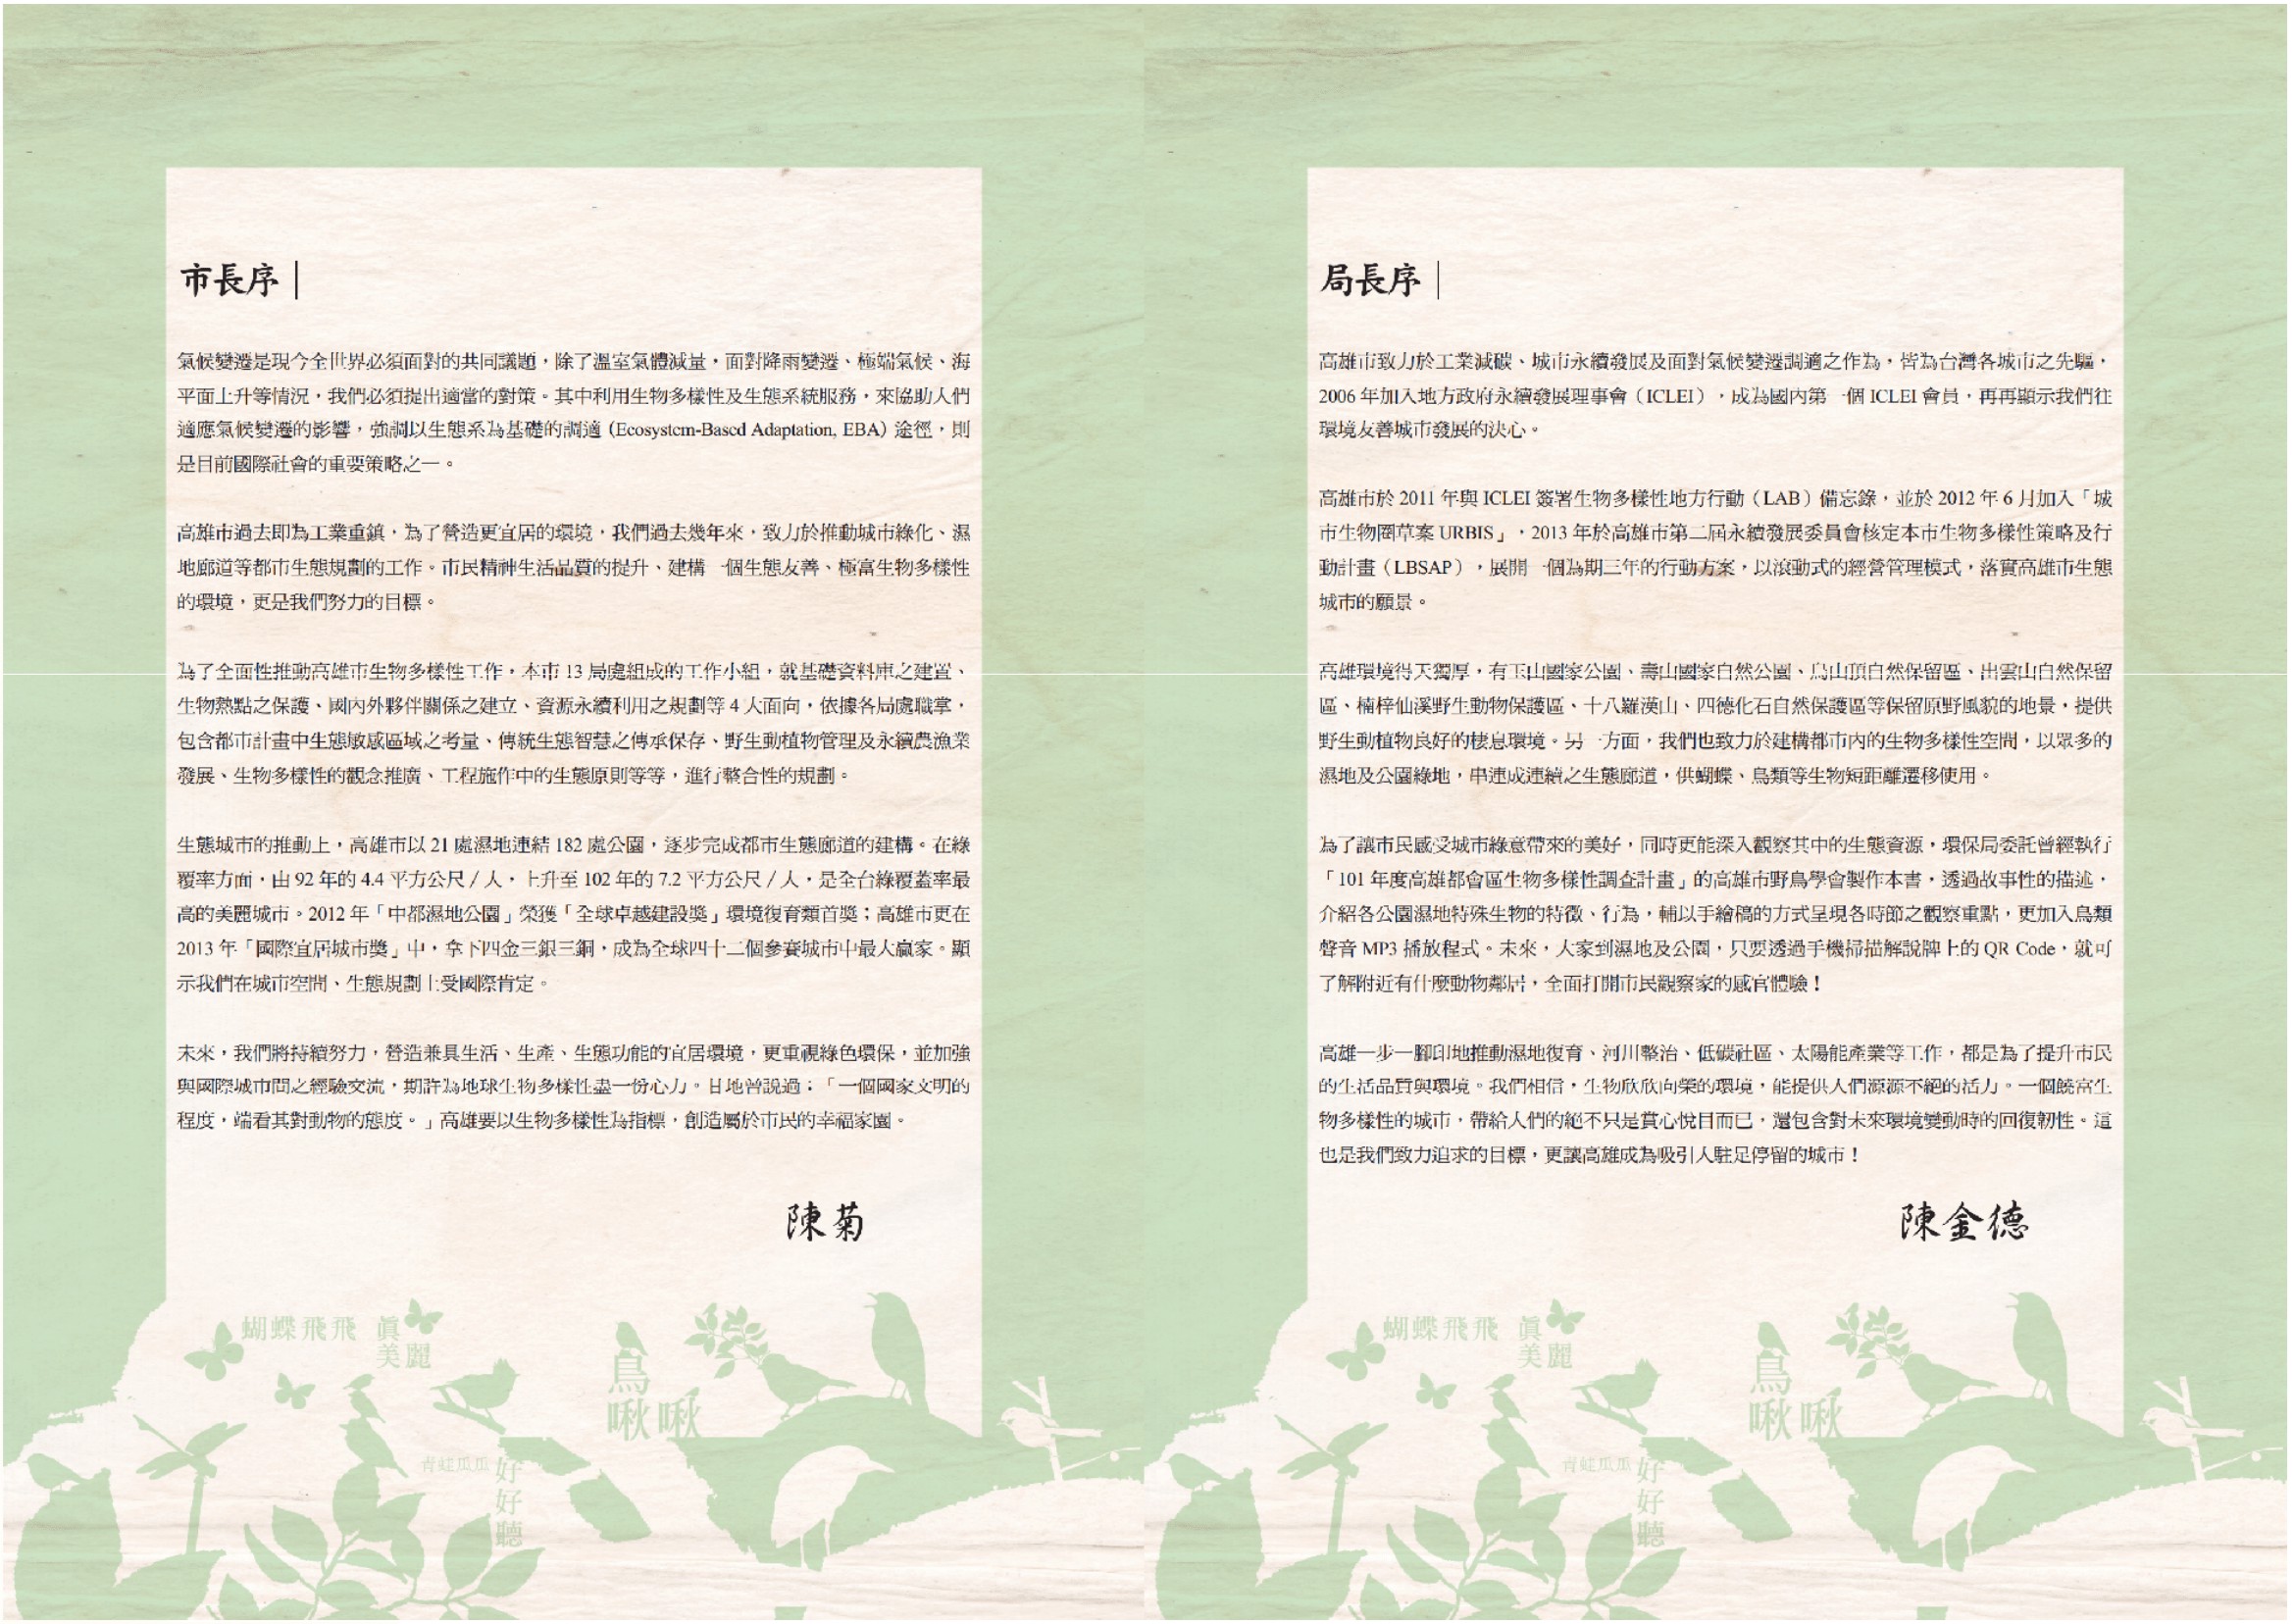 市長序
氣候變遷是現今全世界必須面對的共同議題，除了溫室氣體減量，面對降雨變遷、極端氣候、海
平面上升等情況，我們必須提出適當的對策。其中利用生物多樣性及生態系統服務，來協助人們
適應氣候變遷的影響，強調以生態系為基礎的調適 (Ecosystem-Based Adaptation, EBA) 途徑，則
是目前國際社會的重要策略之一。
高雄市過去即為工業重鎮，為了營造更宜居的環境，我們過去幾年來，致力於推動城市綠化、濕
地廊道等都市生態規劃的工作。市民精神生活品質的提升、建構一個生態友善、極富生物多樣性
的環境，更是我們努力的目標。
為了全面性推動高雄市生物多樣性工作，本市 13 局處組成的工作小組，就基礎資料庫之建置、
生物熱點之保護、國內外夥伴關係之建立、資源永續利用之規劃等 4 大面向，依據各局處職掌，
包含都市計畫中生態敏感區域之考量、傳統生態智慧之傳承保存、野生動植物管理及永續農漁業
發展、生物多樣性的觀念推廣、工程施作中的生態原則等等，進行整合性的規劃。
生態城市的推動上，高雄市以 21 處濕地連結 182 處公園，逐步完成都市生態廊道的建構。在綠
覆率方面，由 92 年的 4.4 平方公尺 / 人，上升至 102 年的 7.2 平方公尺 / 人，是全台綠覆蓋率最
高的美麗城市。2012 年「中都濕地公園」榮獲「全球卓越建設獎」環境復育類首獎；高雄市更在
2013 年「國際宜居城市獎」中，拿下四金三銀三銅，成為全球四十二個參賽城市中最大贏家。顯
示我們在城市空間、生態規劃上受國際肯定。
未來，我們將持續努力，營造兼具生活、生產、生態功能的宜居環境，更重視綠色環保，並加強
與國際城市間之經驗交流，期許為地球生物多樣性盡一份心力。甘地曾說過：「一個國家文明的
程度，端看其對動物的態度。」高雄要以生物多樣性為指標，創造屬於市民的幸福家園。
陳菊
蝴蝶飛飛 真
美麗
鳥
啾啾
青蛙瓜瓜 好
好
聽
局長序
高雄市致力於工業減碳、城市永續發展及面對氣候變遷調適之作為，皆為台灣各城市之先驅，
2006 年加入地方政府永續發展理事會（ICLEI），成為國內第一個 ICLEI 會員，再再顯示我們往
環境友善城市發展的決心。
高雄市於 2011 年與 ICLEI 簽署生物多樣性地方行動（LAB）備忘錄，並於 2012 年 6 月加入「城
市生物圈草案 URBIS」，2013 年於高雄市第二屆永續發展委員會核定本市生物多樣性策略及行
動計畫（LBSAP），展開一個為期三年的行動方案，以滾動式的經營管理模式，落實高雄市生態
城市的願景。
高雄環境得天獨厚，有玉山國家公園、壽山國家自然公園、烏山頂自然保留區、出雲山自然保留
區、楠梓仙溪野生動物保護區、十八羅漢山、四德化石自然保護區等保留原野風貌的地景，提供
野生動植物良好的棲息環境。另一方面，我們也致力於建構都市內的生物多樣性空間，以眾多的
濕地及公園綠地，串連成連續之生態廊道，供蝴蝶、鳥類等生物短距離遷移使用。
為了讓市民感受城市綠意帶來的美好，同時更能深入觀察其中的生態資源，環保局委託曾經執行
「101 年度高雄都會區生物多樣性調查計畫」的高雄市野鳥學會製作本書，透過故事性的描述，
介紹各公園濕地特殊生物的特徵、行為，輔以手繪稿的方式呈現各時節之觀察重點，更加入鳥類
聲音 MP3 播放程式。未來，大家到濕地及公園，只要透過手機掃描解說牌上的 QR Code，就可
了解附近有什麼動物鄰居，全面打開市民觀察家的感官體驗！
高雄一步一腳印地推動濕地復育、河川整治、低碳社區、太陽能產業等工作，都是為了提升市民
的生活品質與環境。我們相信，生物欣欣向榮的環境，能提供人們源源不絕的活力。一個饒富生
物多樣性的城市，帶給人們的絕不只是賞心悅目而已，還包含對未來環境變動時的回復韌性。這
也是我們致力追求的目標，更讓高雄成為吸引人駐足停留的城市！
陳金德
蝴蝶飛飛 真
美麗
鳥
啾啾
青蛙瓜瓜 好
好
聽